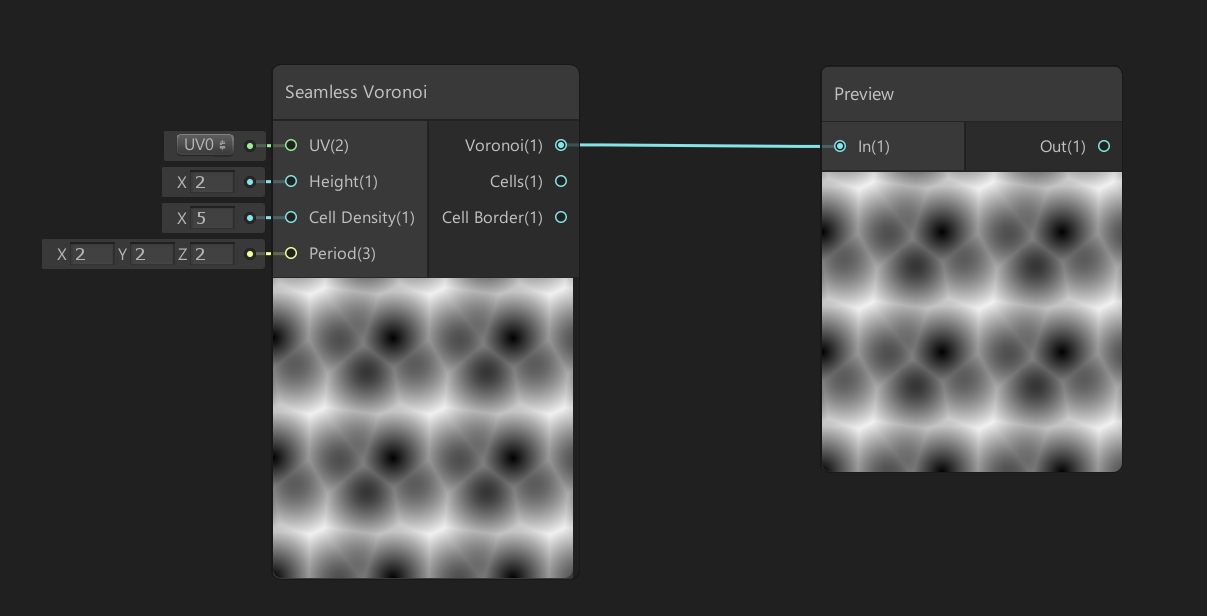 Seamless Voronoi
UV0 UV(2) Voronoi(1)
X 2 Height(1) Cells(1)
X 5 Cell Density(1) Cell Border(1)
X 2 Y 2 Z 2 Period(3)
Preview
In(1) Out(1)